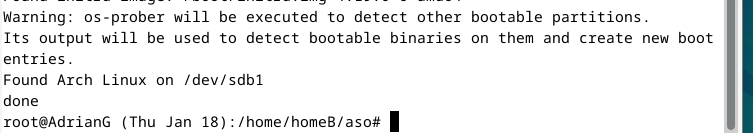 Warning: os-prober will be executed to detect other bootable partitions.
Its output will be used to detect bootable binaries on them and create new boot
entries.
Found Arch Linux on /dev/sdb1
done
root@AdrianG (Thu Jan 18):/home/homeB/aso#